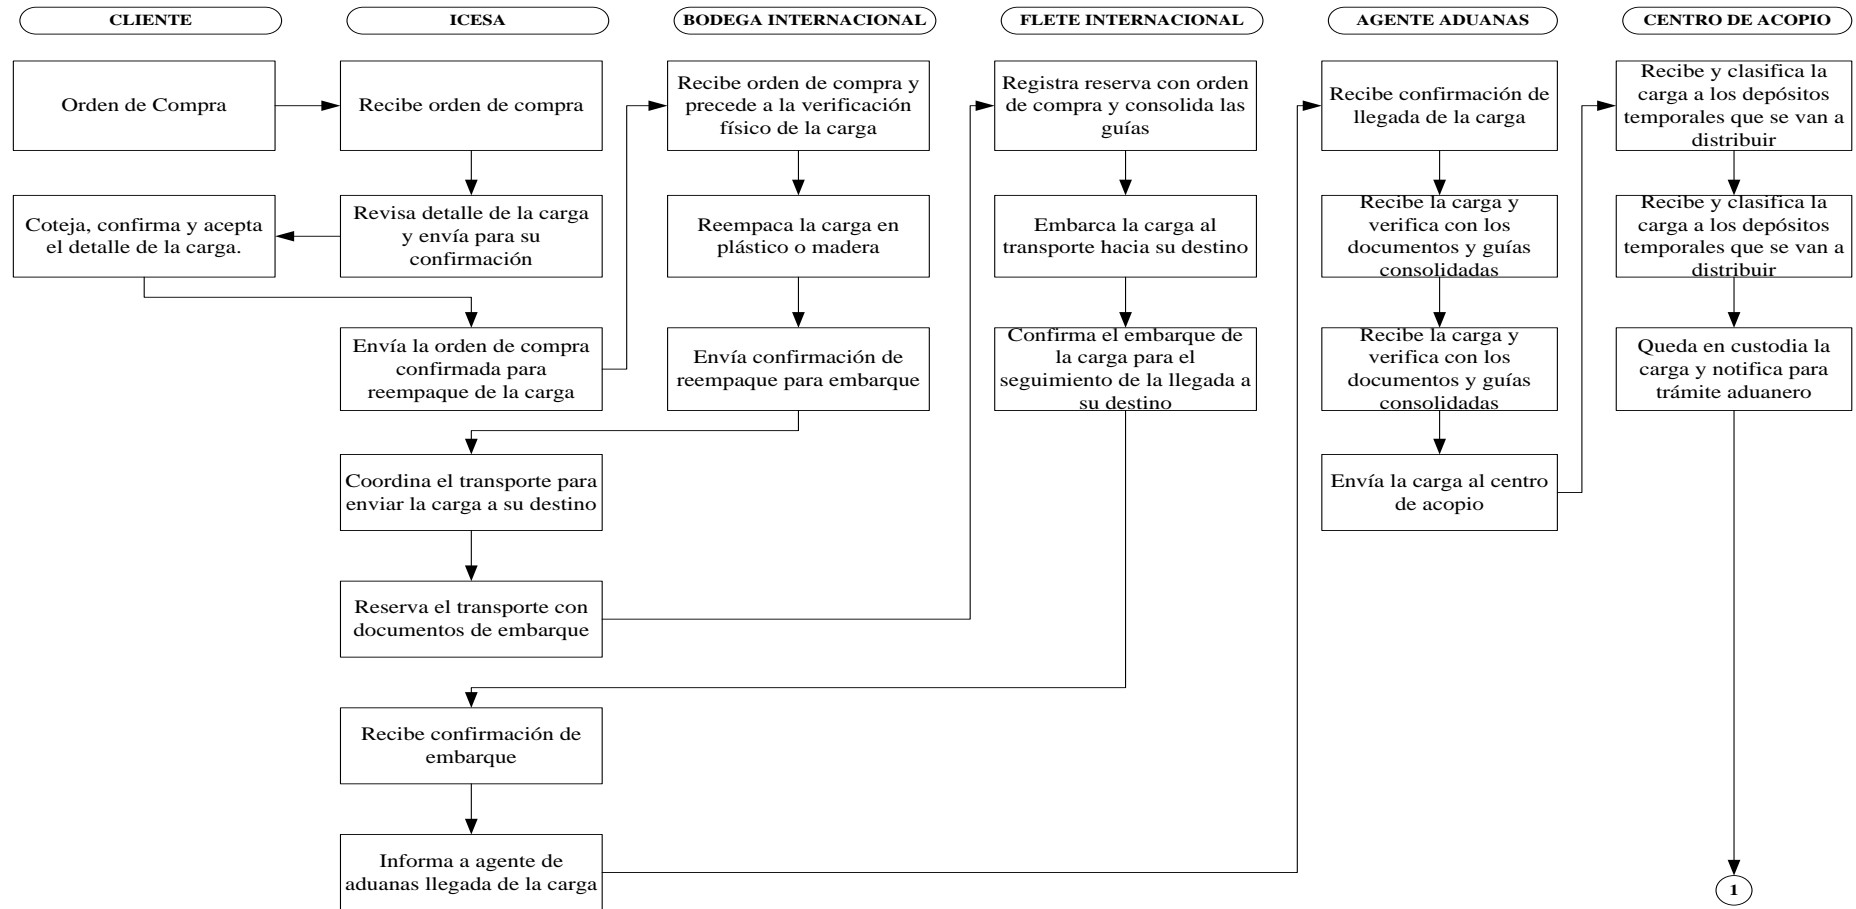 CLIENTE
ICESA
BODEGA INTERNACIONAL
FLETE INTERNACIONAL
AGENTE ADUANAS
CENTRO DE ACOPIO
Orden de Compra
Recibe orden de compra
Recibe orden de compra y
precede a la verificación
físico de la carga
Registra reserva con orden
de compra y consolida las
guías
Recibe confirmación de
llegada de la carga
Recibe y clasifica la
carga a los depósitos
temporales que se van a
distribuir
Coteja, confirma y acepta
el detalle de la carga.
Revisa detalle de la carga
y envía para su
confirmación
Reempaca la carga en
plástico o madera
Embarca la carga al
transporte hacia su destino
Recibe la carga y
verifica con los
documentos y guías
consolidadas
Recibe y clasifica la
carga a los depósitos
temporales que se van a
distribuir
Envía la orden de compra
confirmada para
reempaque de la carga
Envía confirmación de
reempaque para embarque
Confirma el embarque de
la carga para el
seguimiento de la llegada a
su destino
Recibe la carga y
verifica con los
documentos y guías
consolidadas
Queda en custodia la
carga y notifica para
trámite aduanero
Coordina el transporte para
enviar la carga a su destino
Envía la carga al centro
de acopio
Reserva el transporte con
documentos de embarque
Recibe confirmación de
embarque
Informa a agente de
aduanas llegada de la carga
1